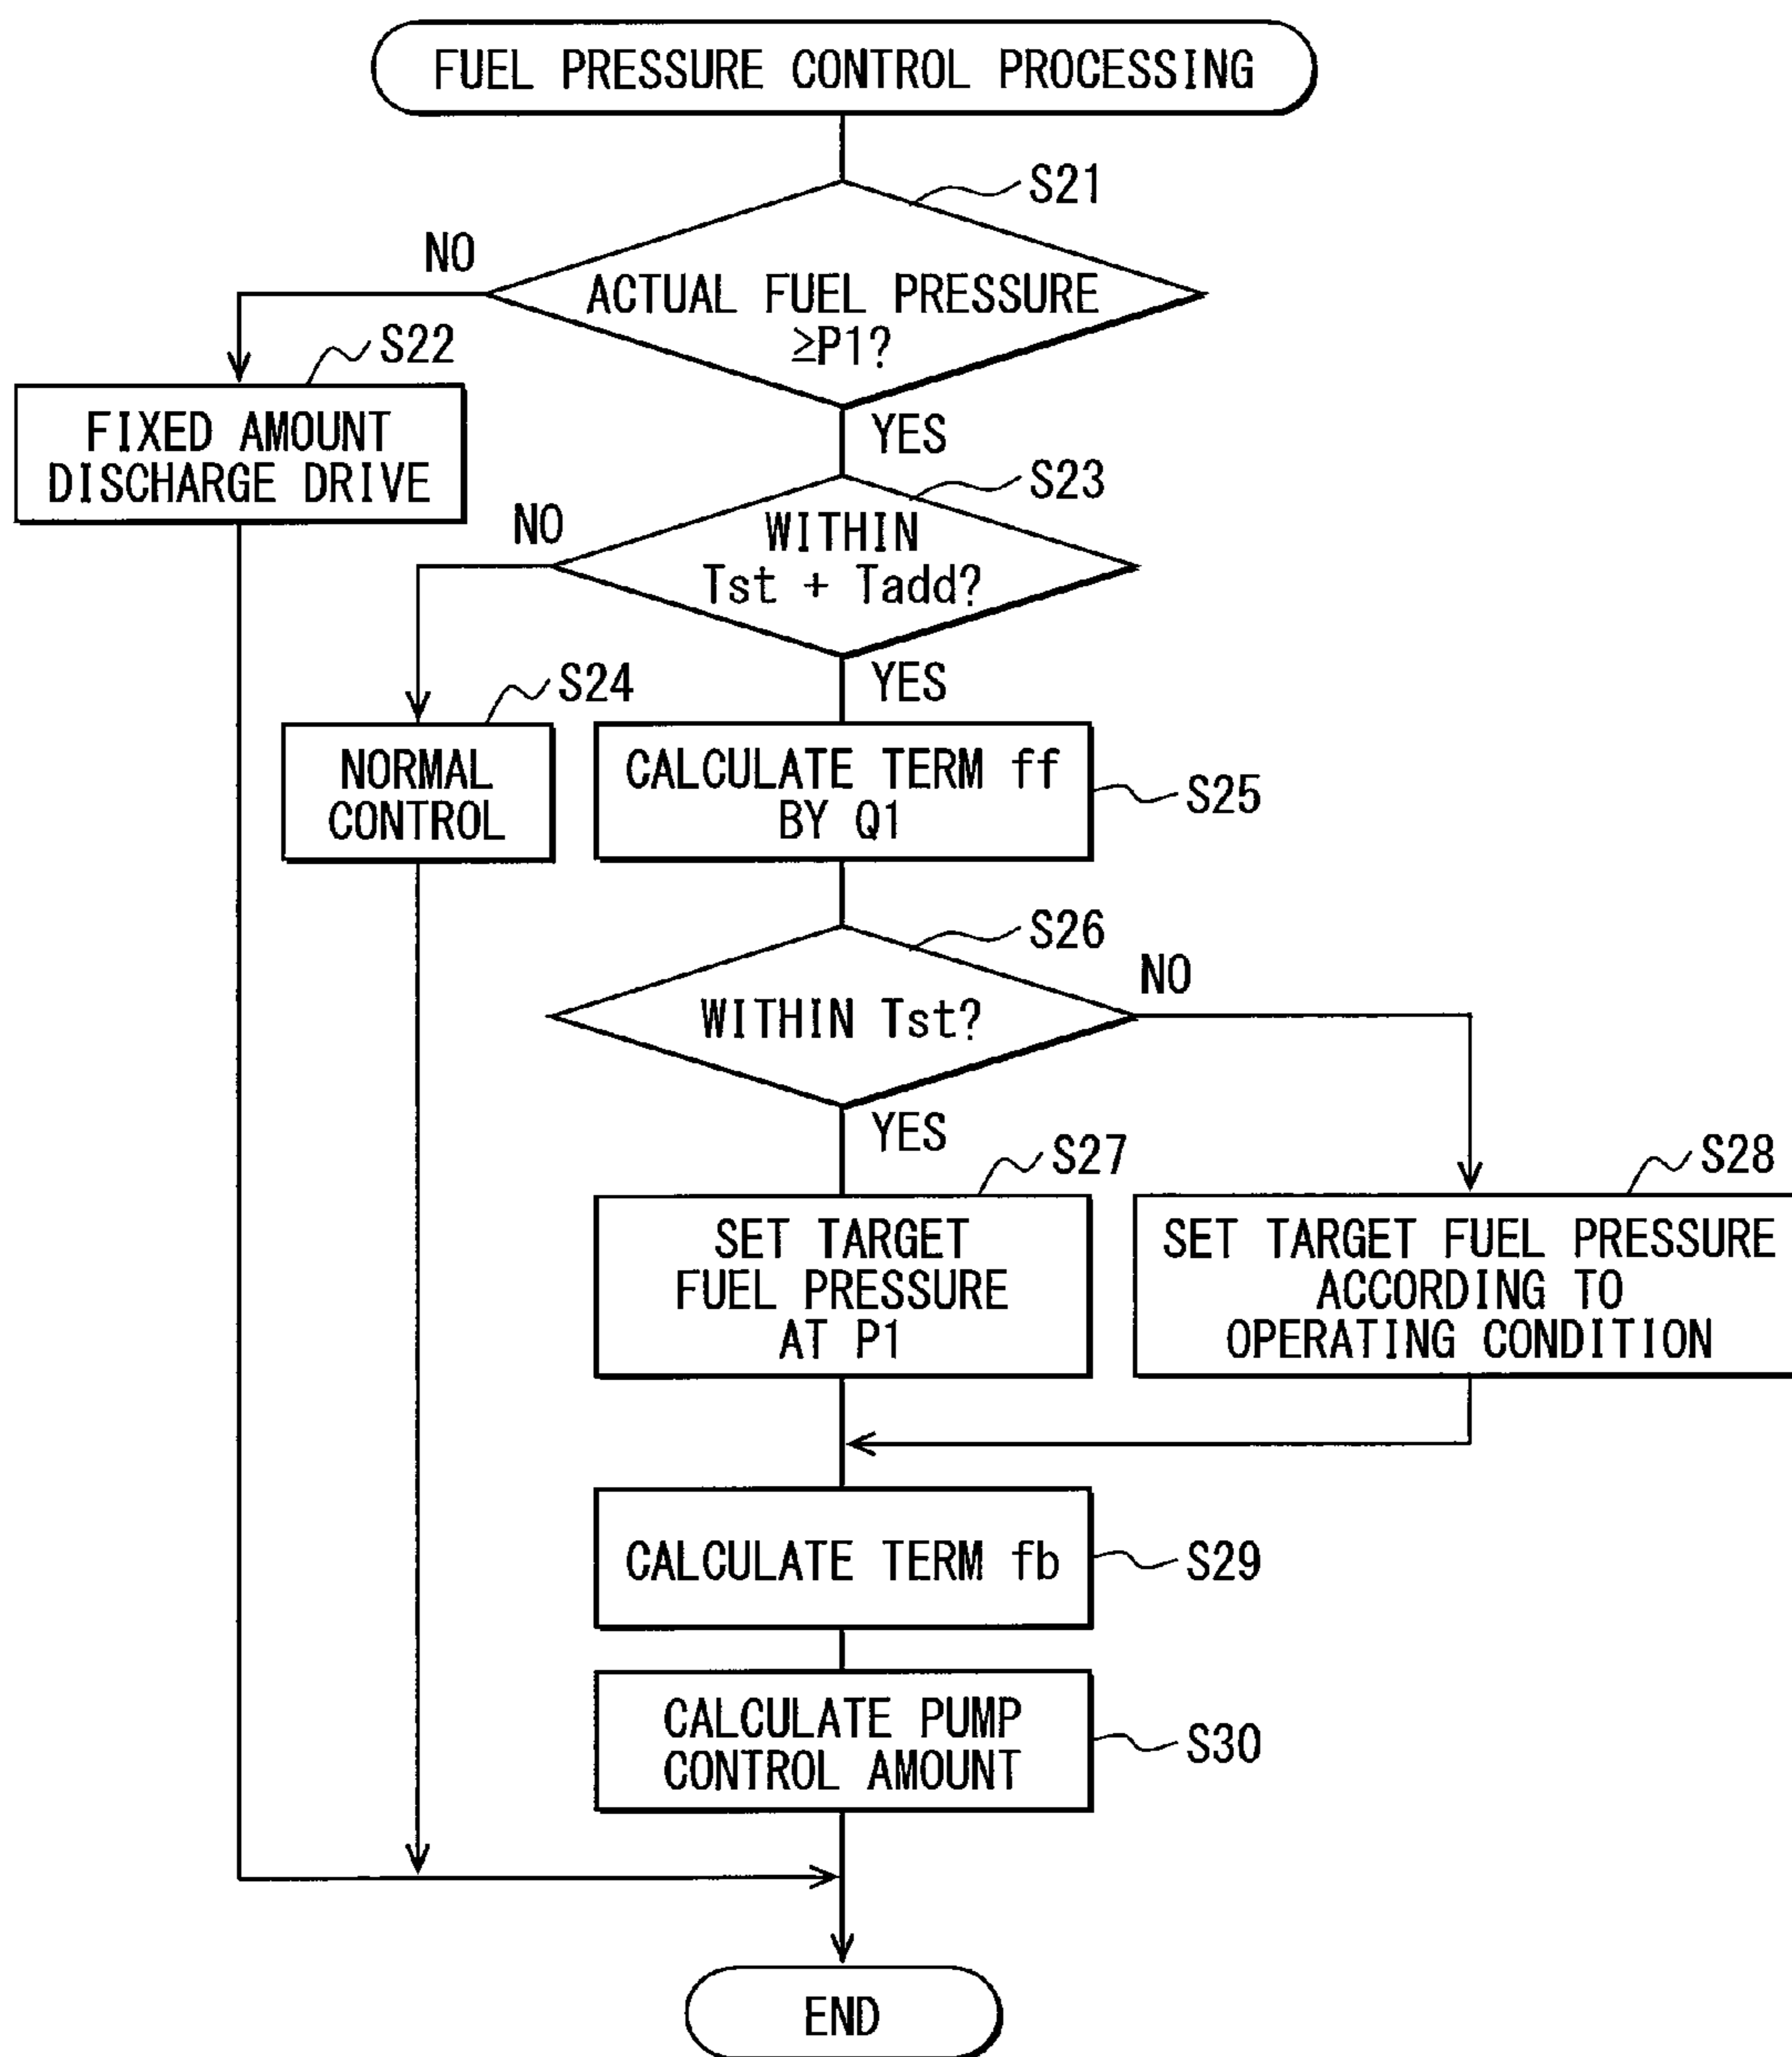 FUEL PRESSURE CONTROL PROCESSING
S21
NO
ACTUAL FUEL PRESSURE
≥P1?
S22
YES
FIXED AMOUNT
DISCHARGE DRIVE
S23
NO
WITHIN
Tst + Tadd?
YES
S24
NORMAL
CONTROL
CALCULATE TERM ff
BY Q1
S25
S26
NO
WITHIN Tst?
YES
S27
S28
SET TARGET
FUEL PRESSURE
AT P1
SET TARGET FUEL PRESSURE
ACCORDING TO
OPERATING CONDITION
CALCULATE TERM fb
S29
CALCULATE PUMP
CONTROL AMOUNT
S30
END